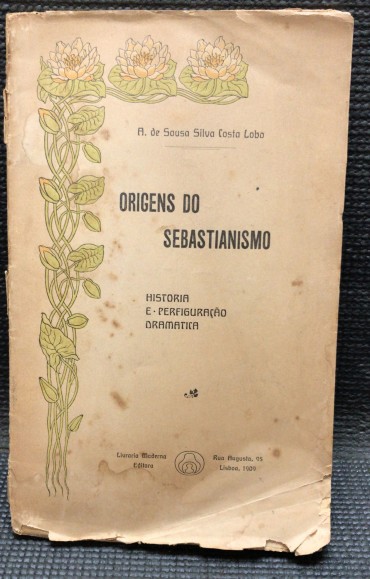 A. de Sousa Silva Costa Lobo
ORIGENS DO
SEBASTIANISMO
HISTORIA
E · PERFIGURAÇÃO
DRAMATICA
Livraria Moderna
Editora
Rua Augusta, 95
Lisboa, 1909